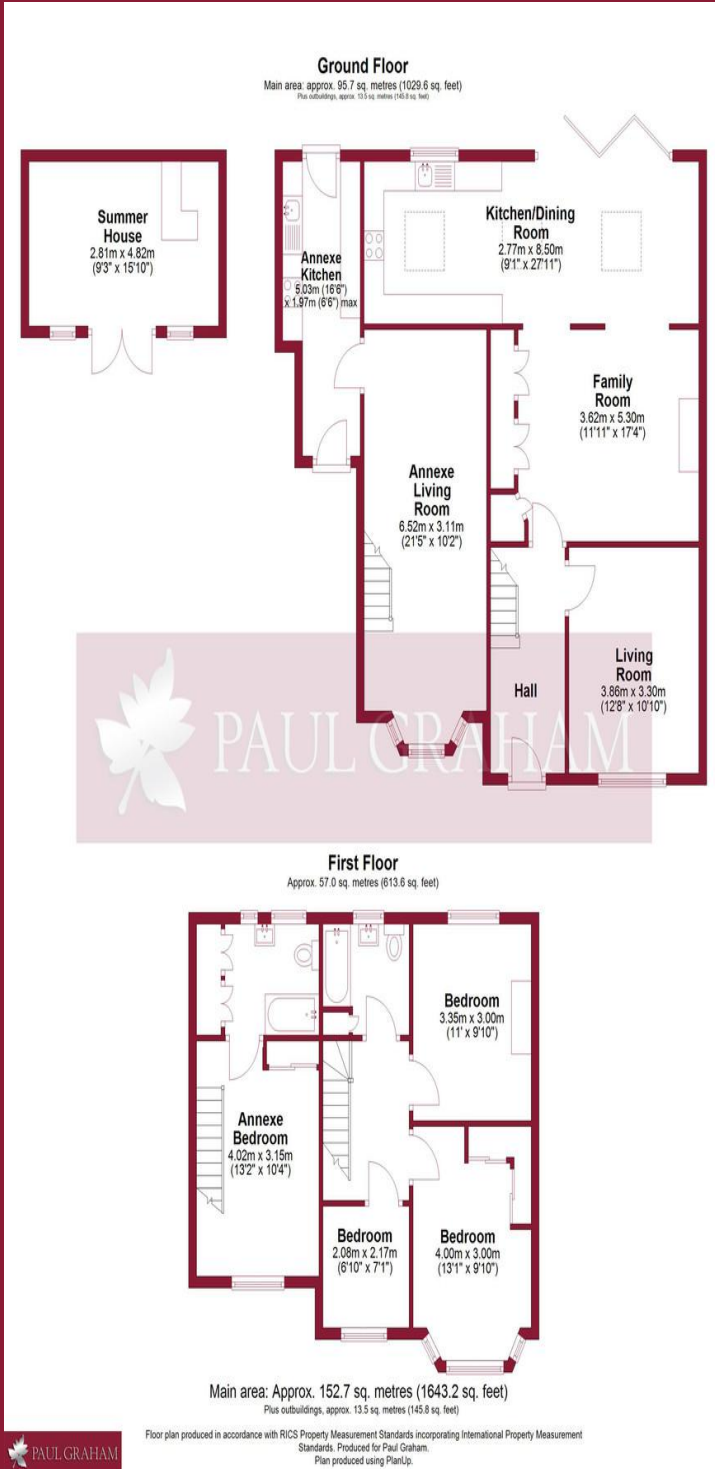 Ground Floor
Main area: approx. 95.7 sq. metres (1029.6 sq. feet)
Plus outbuildings, approx. 13.5 sq. metres (145.8 sq. feet)
Summer
House
2.81m x 4.82m
(9'3" x 15'10")
Annexe
Kitchen
5.03m (16'6")
x 1.97m (6'6") max
Kitchen/Dining
Room
2.77m x 8.50m
(9'1" x 27'11")
Family
Room
3.62m x 5.30m
(11'11" x 17'4")
Annexe
Living
Room
6.52m x 3.11m
(21'5" x 10'2")
Living
Room
3.86m x 3.30m
(12'8" x 10'10")
Hall
PAUL GRAHAM
First Floor
Approx. 57.0 sq. metres (613.6 sq. feet)
Bedroom
3.35m x 3.00m
(11' x 9'10")
Annexe
Bedroom
4.02m x 3.15m
(13'2" x 10'4")
Bedroom
2.08m x 2.17m
(6'10" x 7'1")
Bedroom
4.00m x 3.00m
(13'1" x 9'10")
Main area: Approx. 152.7 sq. metres (1643.2 sq. feet)
Plus outbuildings, approx. 13.5 sq. metres (145.8 sq. feet)
Floor plan produced in accordance with RICS Property Measurement Standards incorporating International Property Measurement
Standards. Produced for Paul Graham.
Plan produced using PlanUp.
PAUL GRAHAM